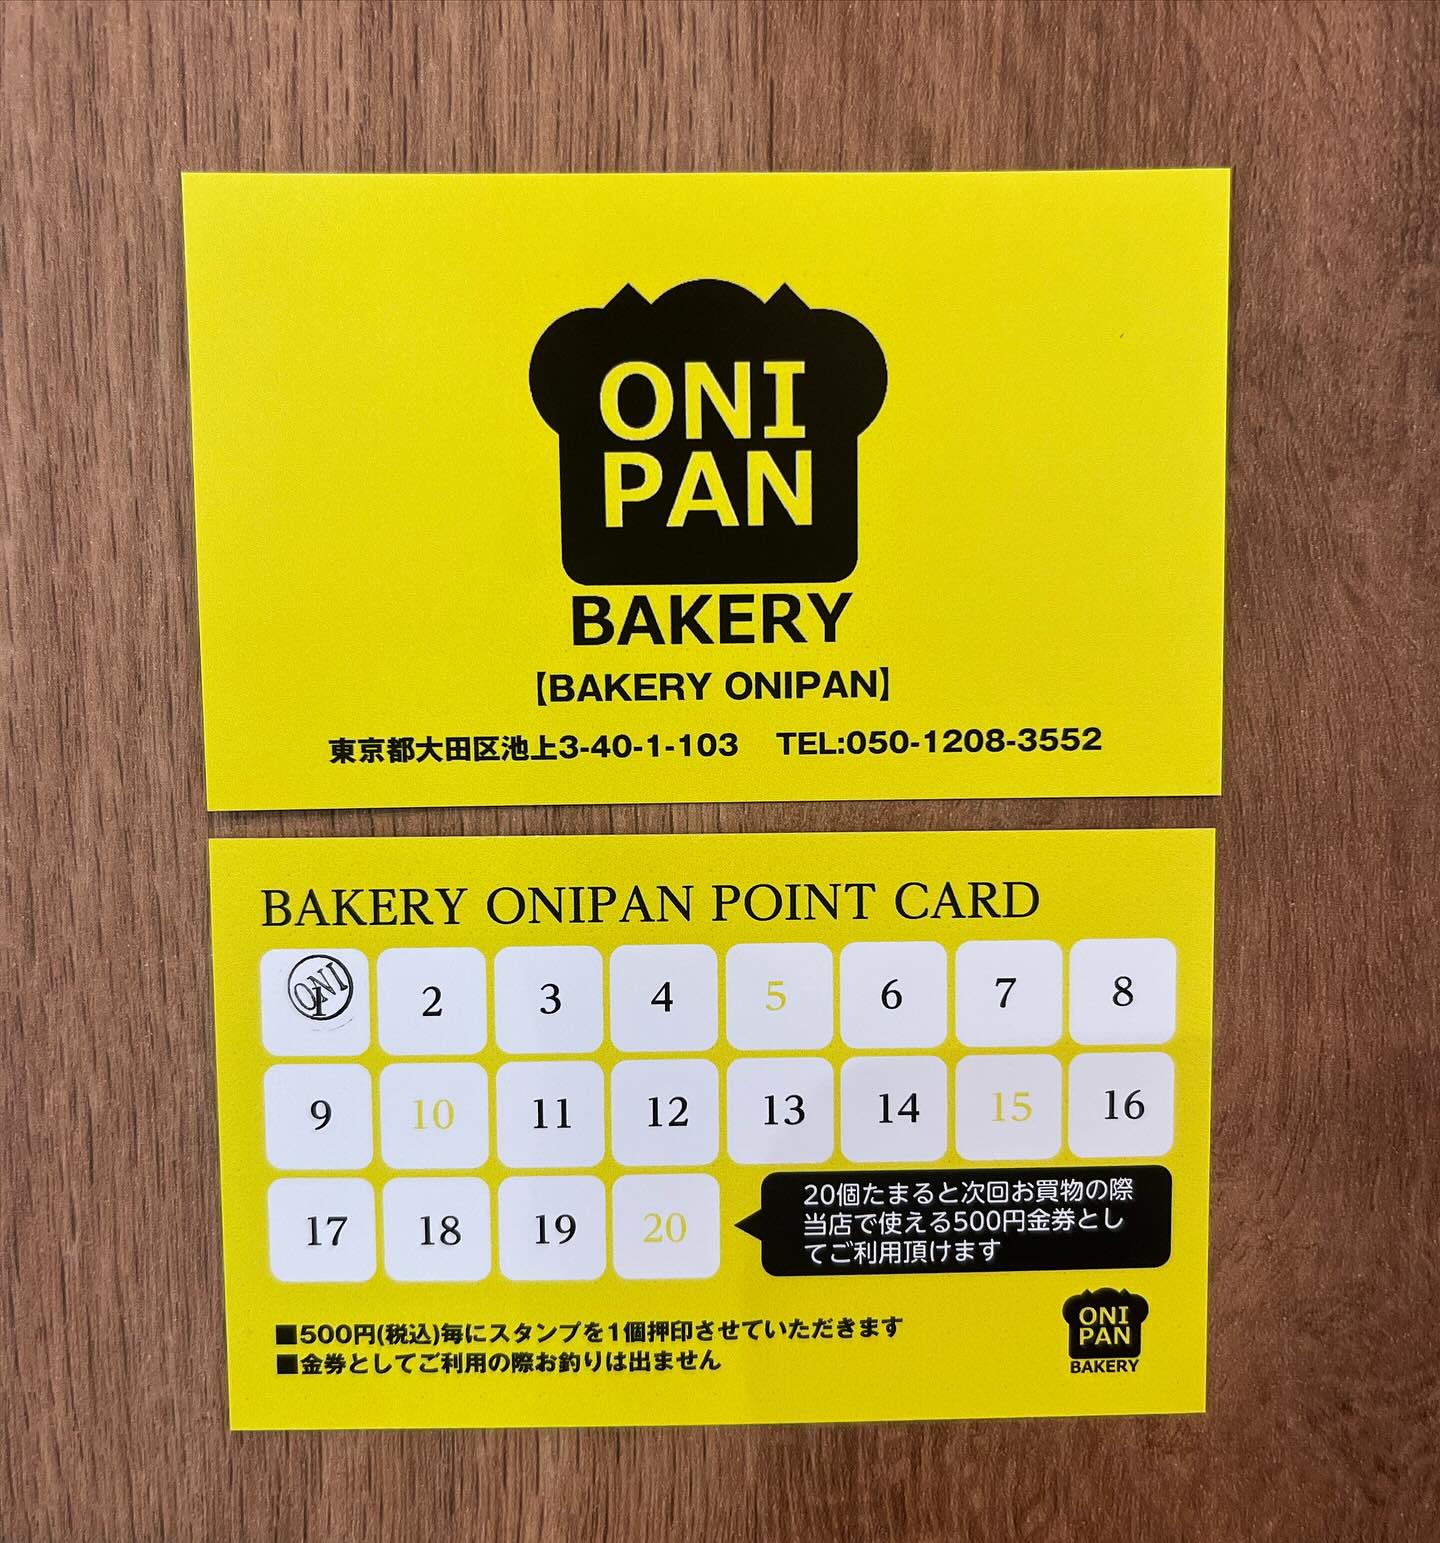 ONI
PAN
BAKERY
【BAKERY ONIPAN】
東京都大田区池上3-40-1-103 TEL:050-1208-3552
BAKERY ONIPAN POINT CARD
1 ONI 2 3 4 5 6 7 8
9 10 11 12 13 14 15 16
17 18 19 20
20個たまると次回お買物の際
当店で使える500円金券とし
てご利用頂けます
■500円(税込)毎にスタンプを1個押印させていただきます
■金券としてご利用の際お釣りは出ません
ONI
PAN
BAKERY